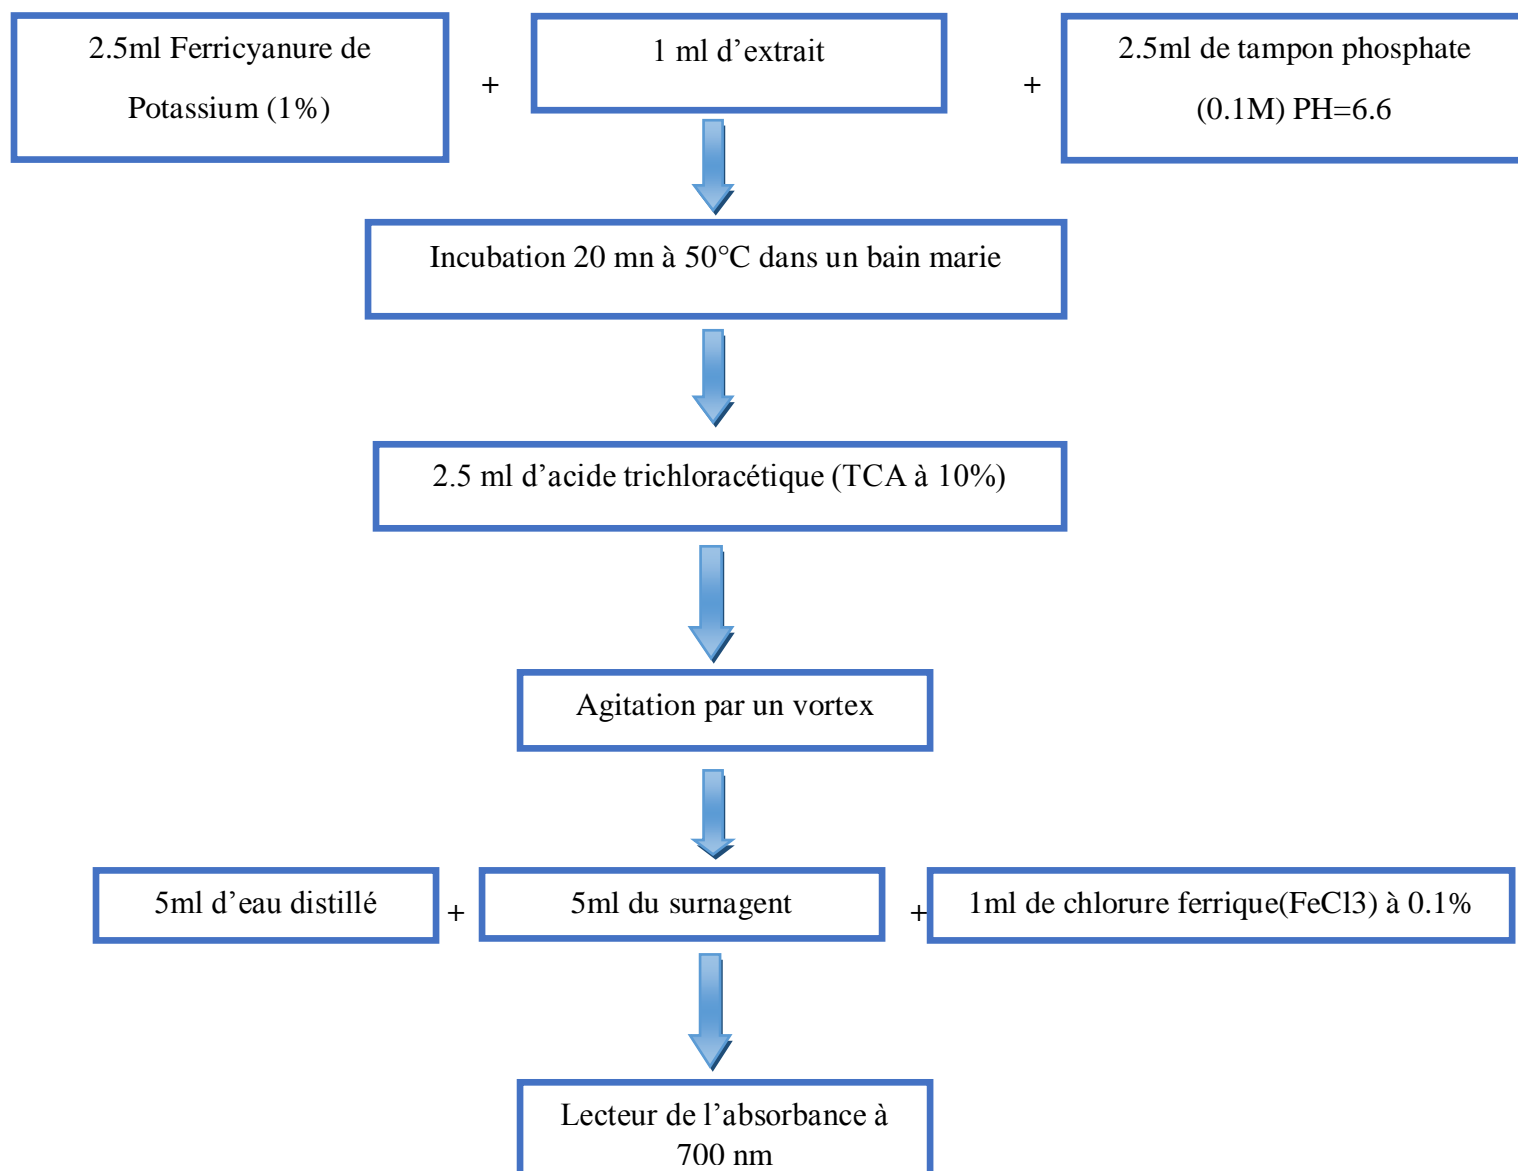 2.5ml Ferricyanure de
Potassium (1%)
+
1 ml d’extrait
+
2.5ml de tampon phosphate
(0.1M) PH=6.6
Incubation 20 mn à 50°C dans un bain marie
2.5 ml d’acide trichloracétique (TCA à 10%)
Agitation par un vortex
5ml d’eau distillé
+
5ml du surnagent
+
1ml de chlorure ferrique(FeCl3) à 0.1%
Lecteur de l’absorbance à
700 nm